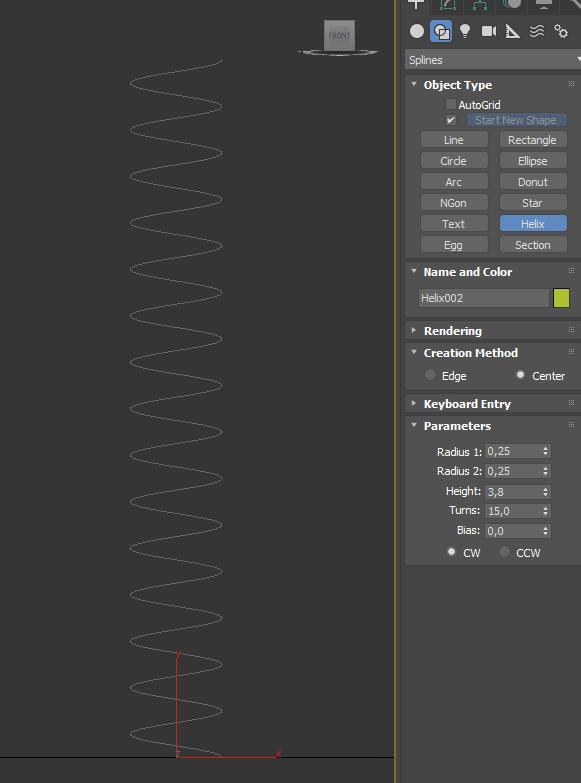 FRONT
Splines
Object Type
AutoGrid
Start New Shape
Line Rectangle
Circle Ellipse
Arc Donut
NGon Star
Text Helix
Egg Section
Name and Color
Helix002
Rendering
Creation Method
Edge Center
Keyboard Entry
Parameters
Radius 1: 0,25
Radius 2: 0,25
Height: 3,8
Turns: 15,0
Bias: 0,0
CW CCW
y
z x